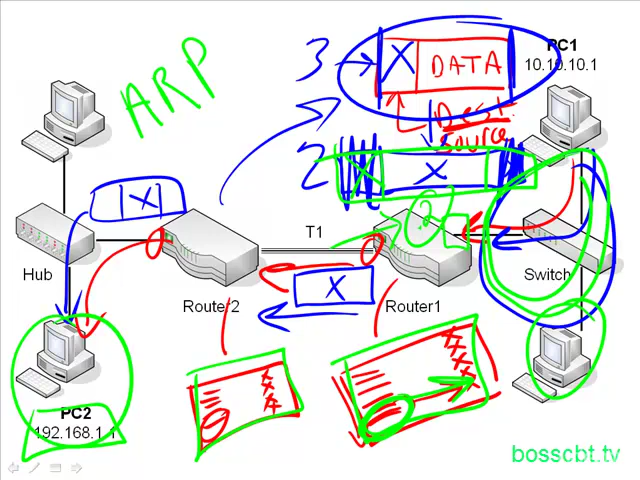 ARP
3
X DATA
PC1
10.10.10.1
Dest
Source
2
X
X
T1
2
Hub
Router2
X
Router1
Switch
PC2
192.168.1.1
bosscbt.tv